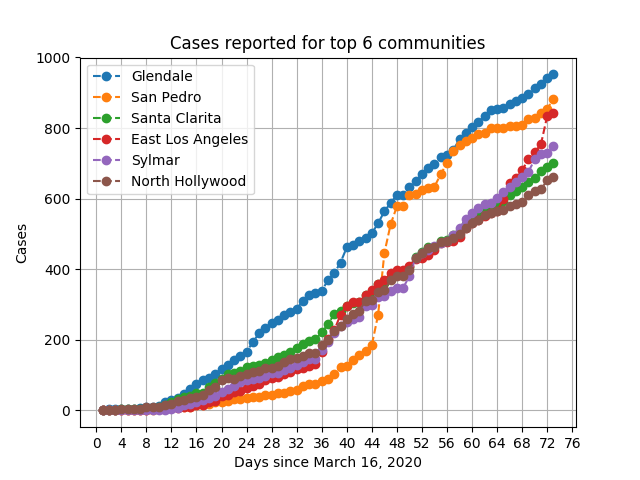 Cases reported for top 6 communities
Glendale
San Pedro
Santa Clarita
East Los Angeles
Sylmar
North Hollywood
Cases
1000
800
600
400
200
0
0 4 8 12 16 20 24 28 32 36 40 44 48 52 56 60 64 68 72 76
Days since March 16, 2020